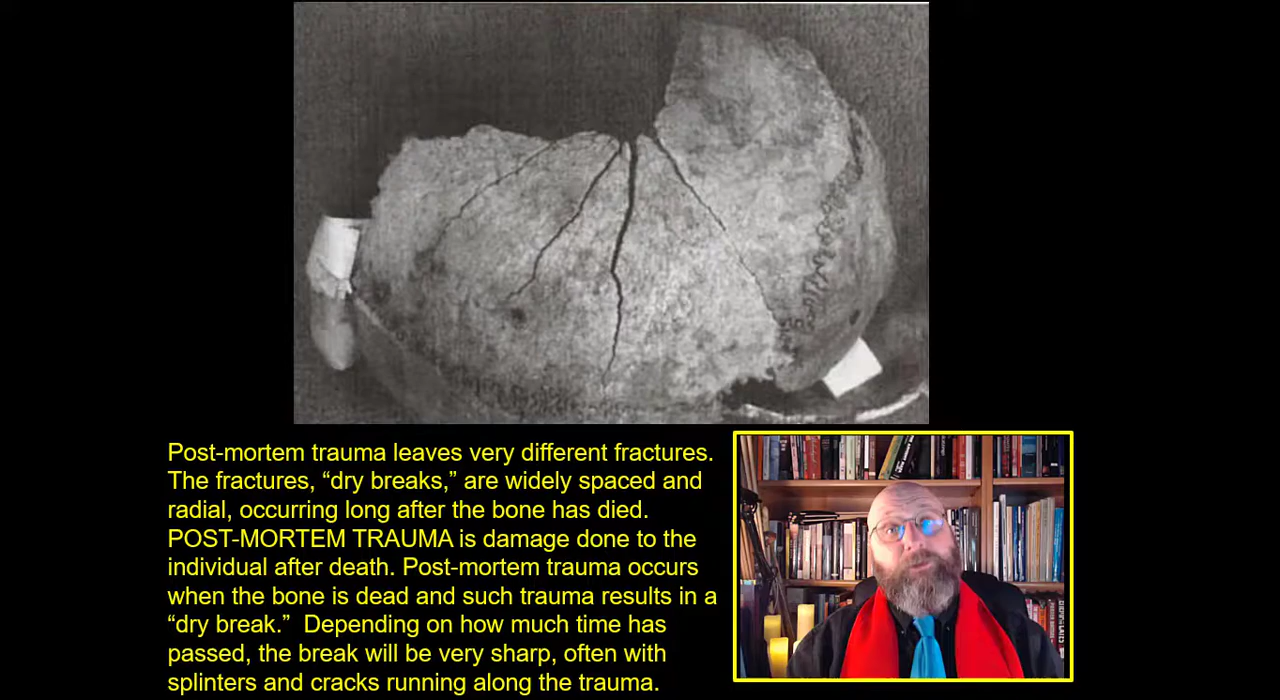 Post-mortem trauma leaves very different fractures.
The fractures, “dry breaks,” are widely spaced and
radial, occurring long after the bone has died.
POST-MORTEM TRAUMA is damage done to the
individual after death. Post-mortem trauma occurs
when the bone is dead and such trauma results in a
“dry break.”  Depending on how much time has
passed, the break will be very sharp, often with
splinters and cracks running along the trauma.